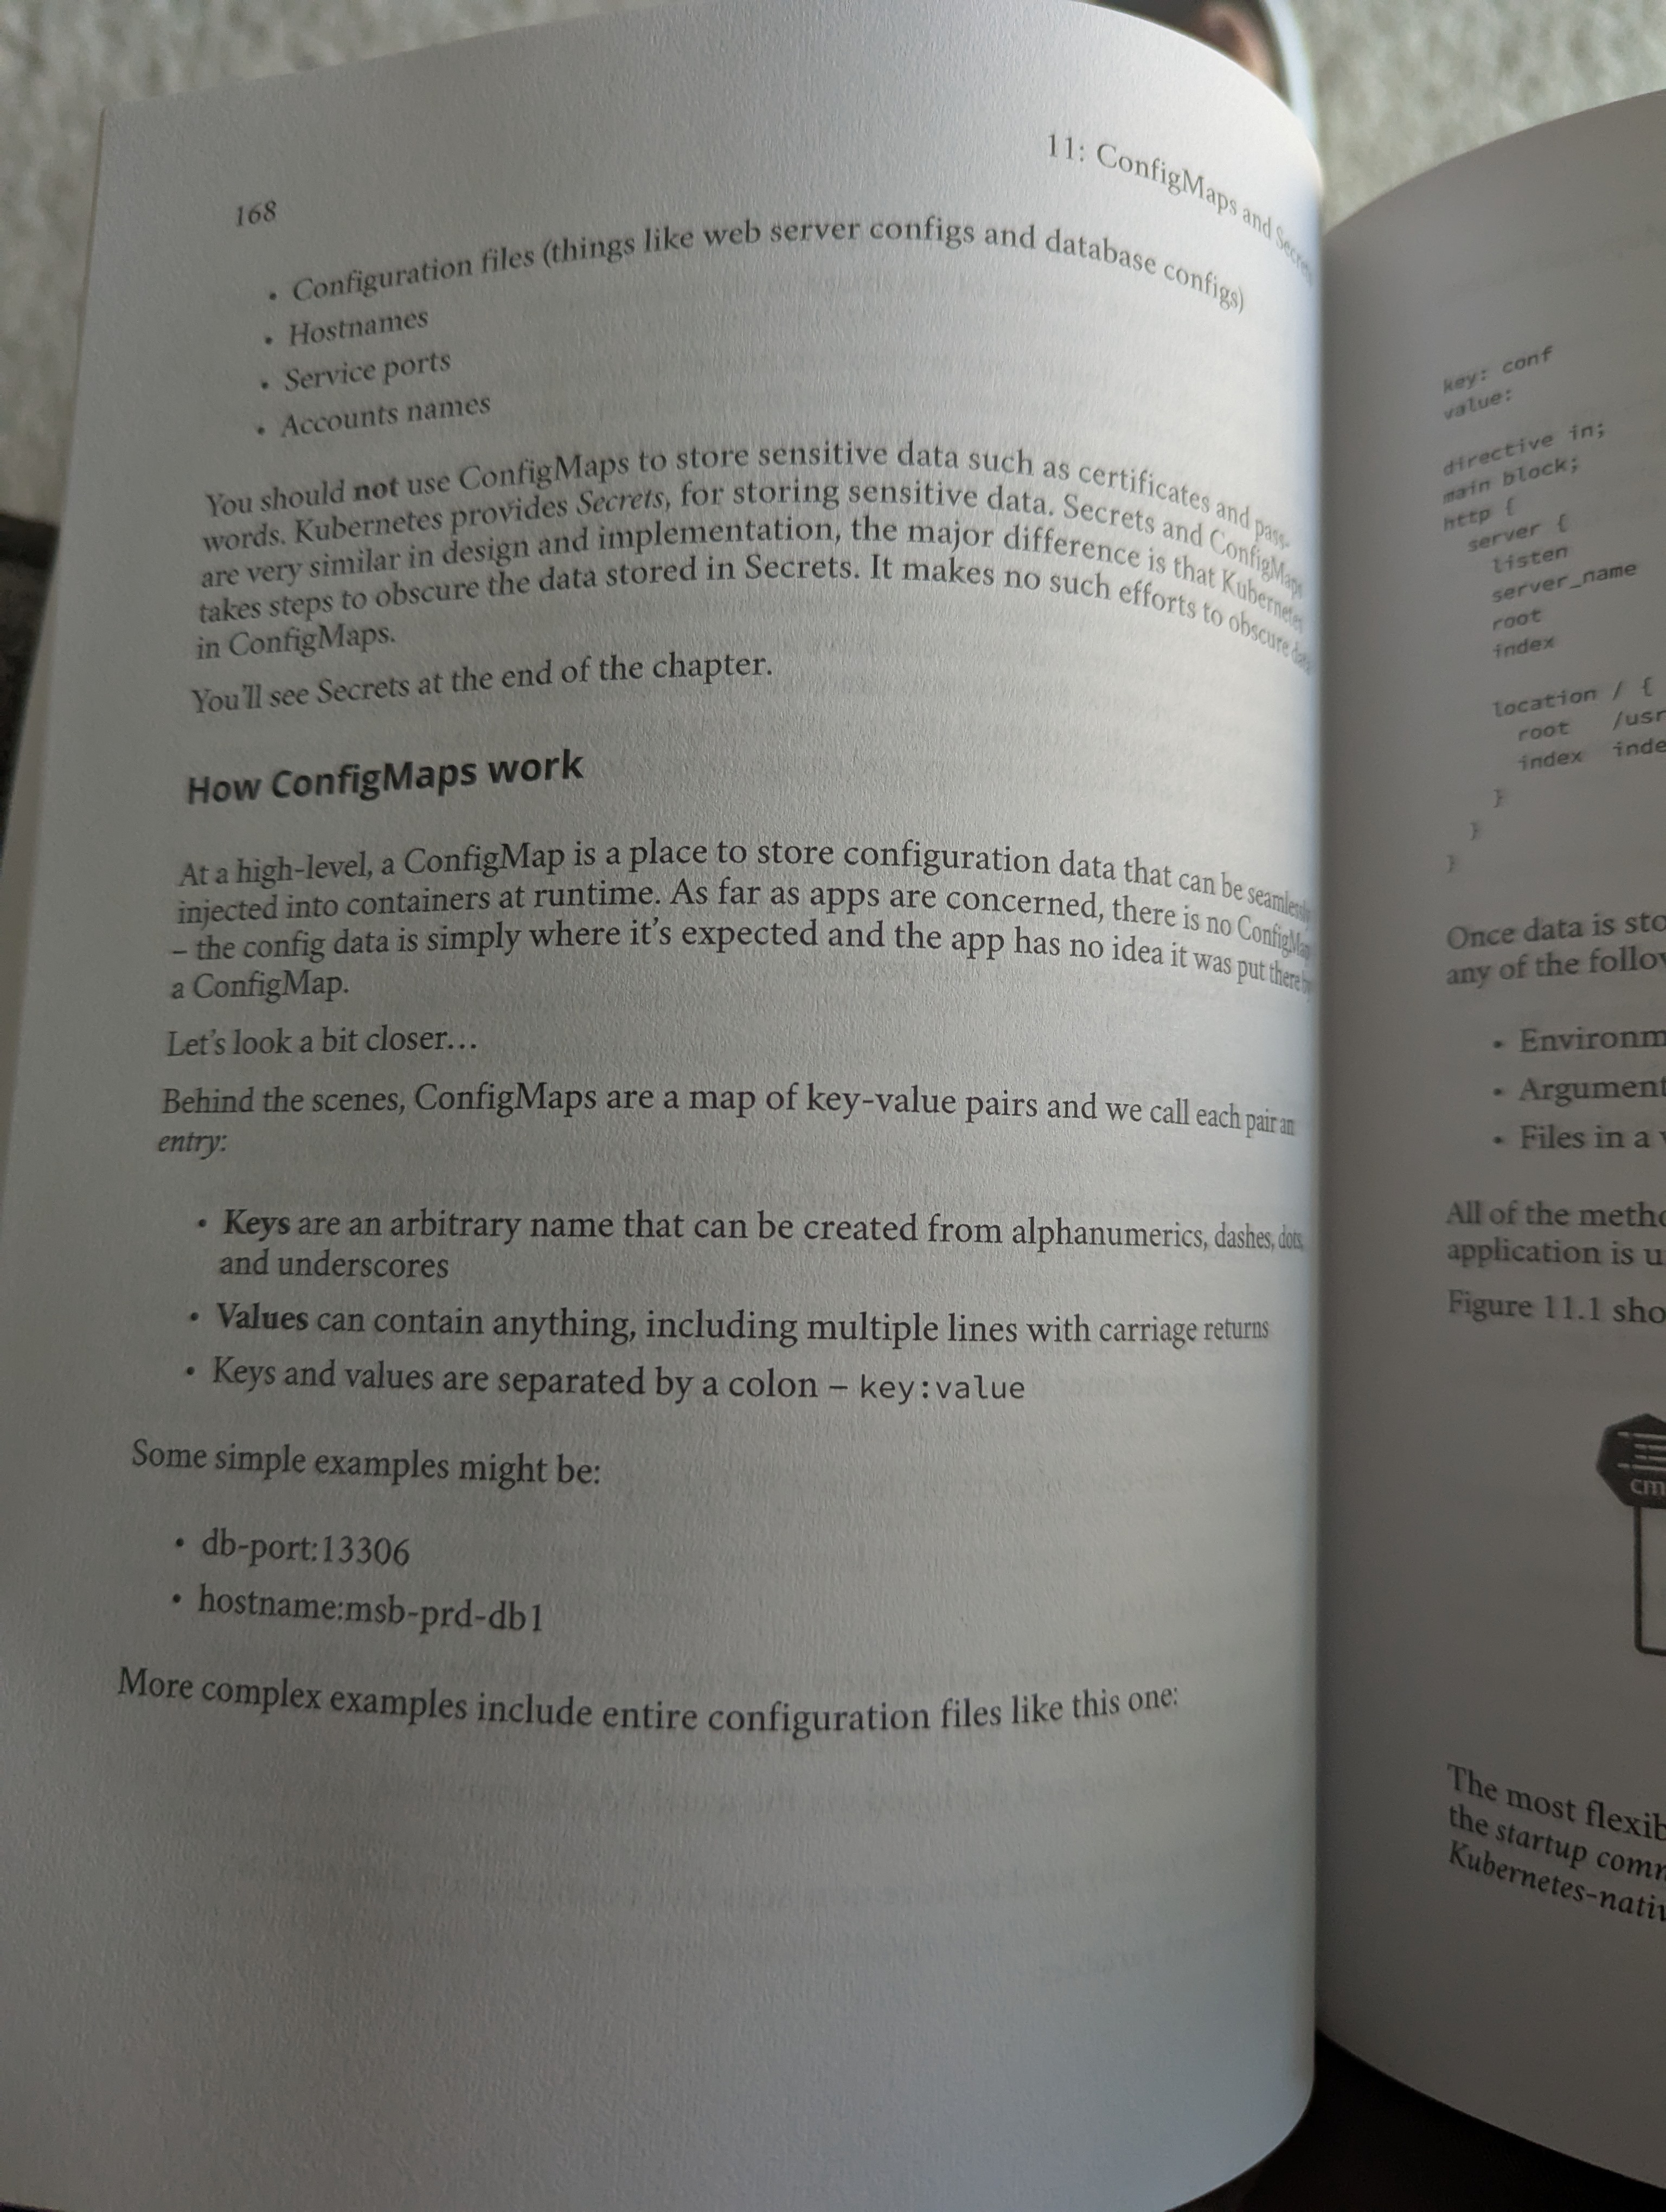 168
11: ConfigMaps and Secrets
• Configuration files (things like web server configs and database configs)
• Hostnames
• Service ports
• Accounts names
You should not use ConfigMaps to store sensitive data such as certificates and pass-
words. Kubernetes provides Secrets, for storing sensitive data. Secrets and ConfigMaps
are very similar in design and implementation, the major difference is that Kubernetes
takes steps to obscure the data stored in Secrets. It makes no such efforts to obscure data
in ConfigMaps.
You'll see Secrets at the end of the chapter.
How ConfigMaps work
At a high-level, a ConfigMap is a place to store configuration data that can be seamlessly
injected into containers at runtime. As far as apps are concerned, there is no ConfigMap
– the config data is simply where it's expected and the app has no idea it was put there by
a ConfigMap.
Let's look a bit closer…
Behind the scenes, ConfigMaps are a map of key-value pairs and we call each pair an
entry:
• Keys are an arbitrary name that can be created from alphanumerics, dashes, dots,
and underscores
• Values can contain anything, including multiple lines with carriage returns
• Keys and values are separated by a colon – key:value
Some simple examples might be:
• db-port:13306
• hostname:msb-prd-db1
More complex examples include entire configuration files like this one:
key: conf
value:
directive in;
main block;
http {
server {
listen
server_name
root
index
location / {
root /usr
index inde
}
}
}
Once data is sto
any of the follow
• Environm
• Argument
• Files in a v
All of the metho
application is u
Figure 11.1 sho
cm
The most flexib
the startup comm
Kubernetes-nativ